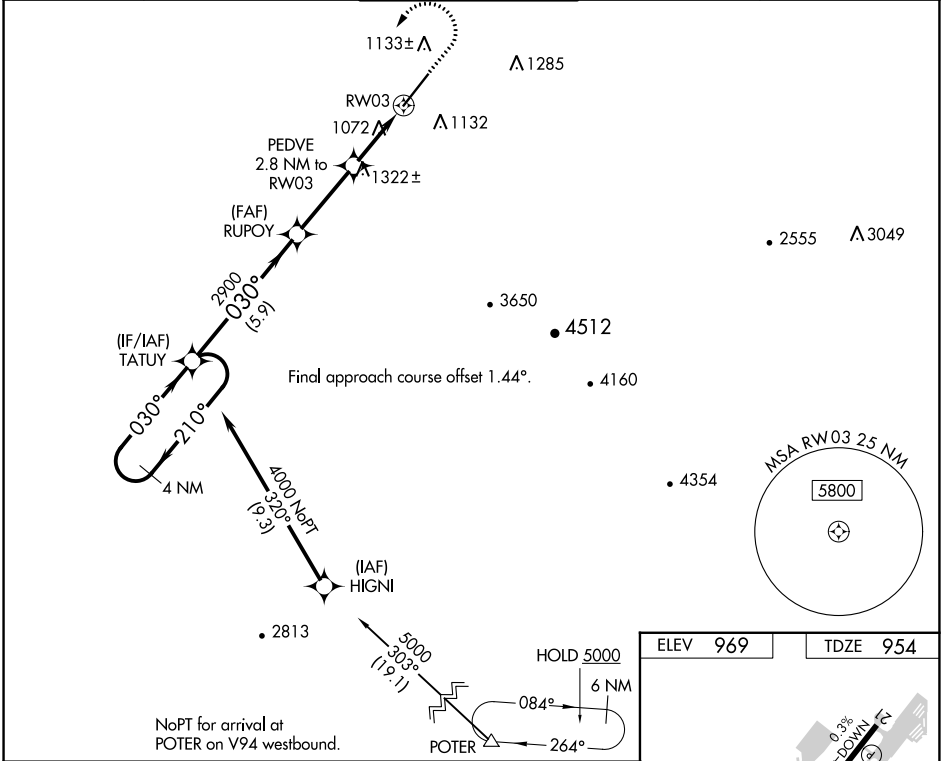 1133±
1285
RW03
1072
1132
PEDVE
2.8 NM to
RW03
1322±
(FAF)
RUPOY
2555
3049
2900
030°
(5.9)
3650
4512
(IF/IAF)
TATUY
Final approach course offset 1.44°.
4160
030°
210°
4 NM
4354
MSA RW03 25 NM
5800
4000 NoPT
320°
(9.3)
(IAF)
HIGNI
2813
5000
303°
(19.1)
HOLD 5000
6 NM
084°
264°
POTER
NoPT for arrival at
POTER on V94 westbound.
ELEV 969
TDZE 954
0.3%
DOWN
21
P